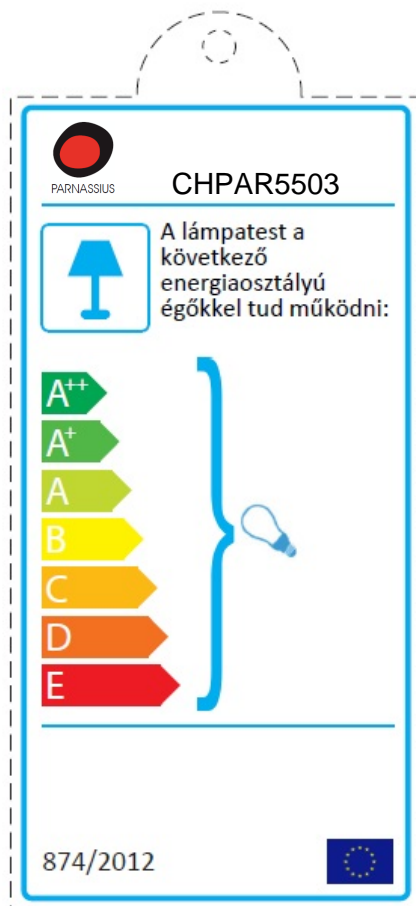 PARNASSIUS
CHPAR5503
A lámpatest a
következő
energiaosztályú
égőkkel tud működni:
A++
A+
A
B
C
D
E
874/2012